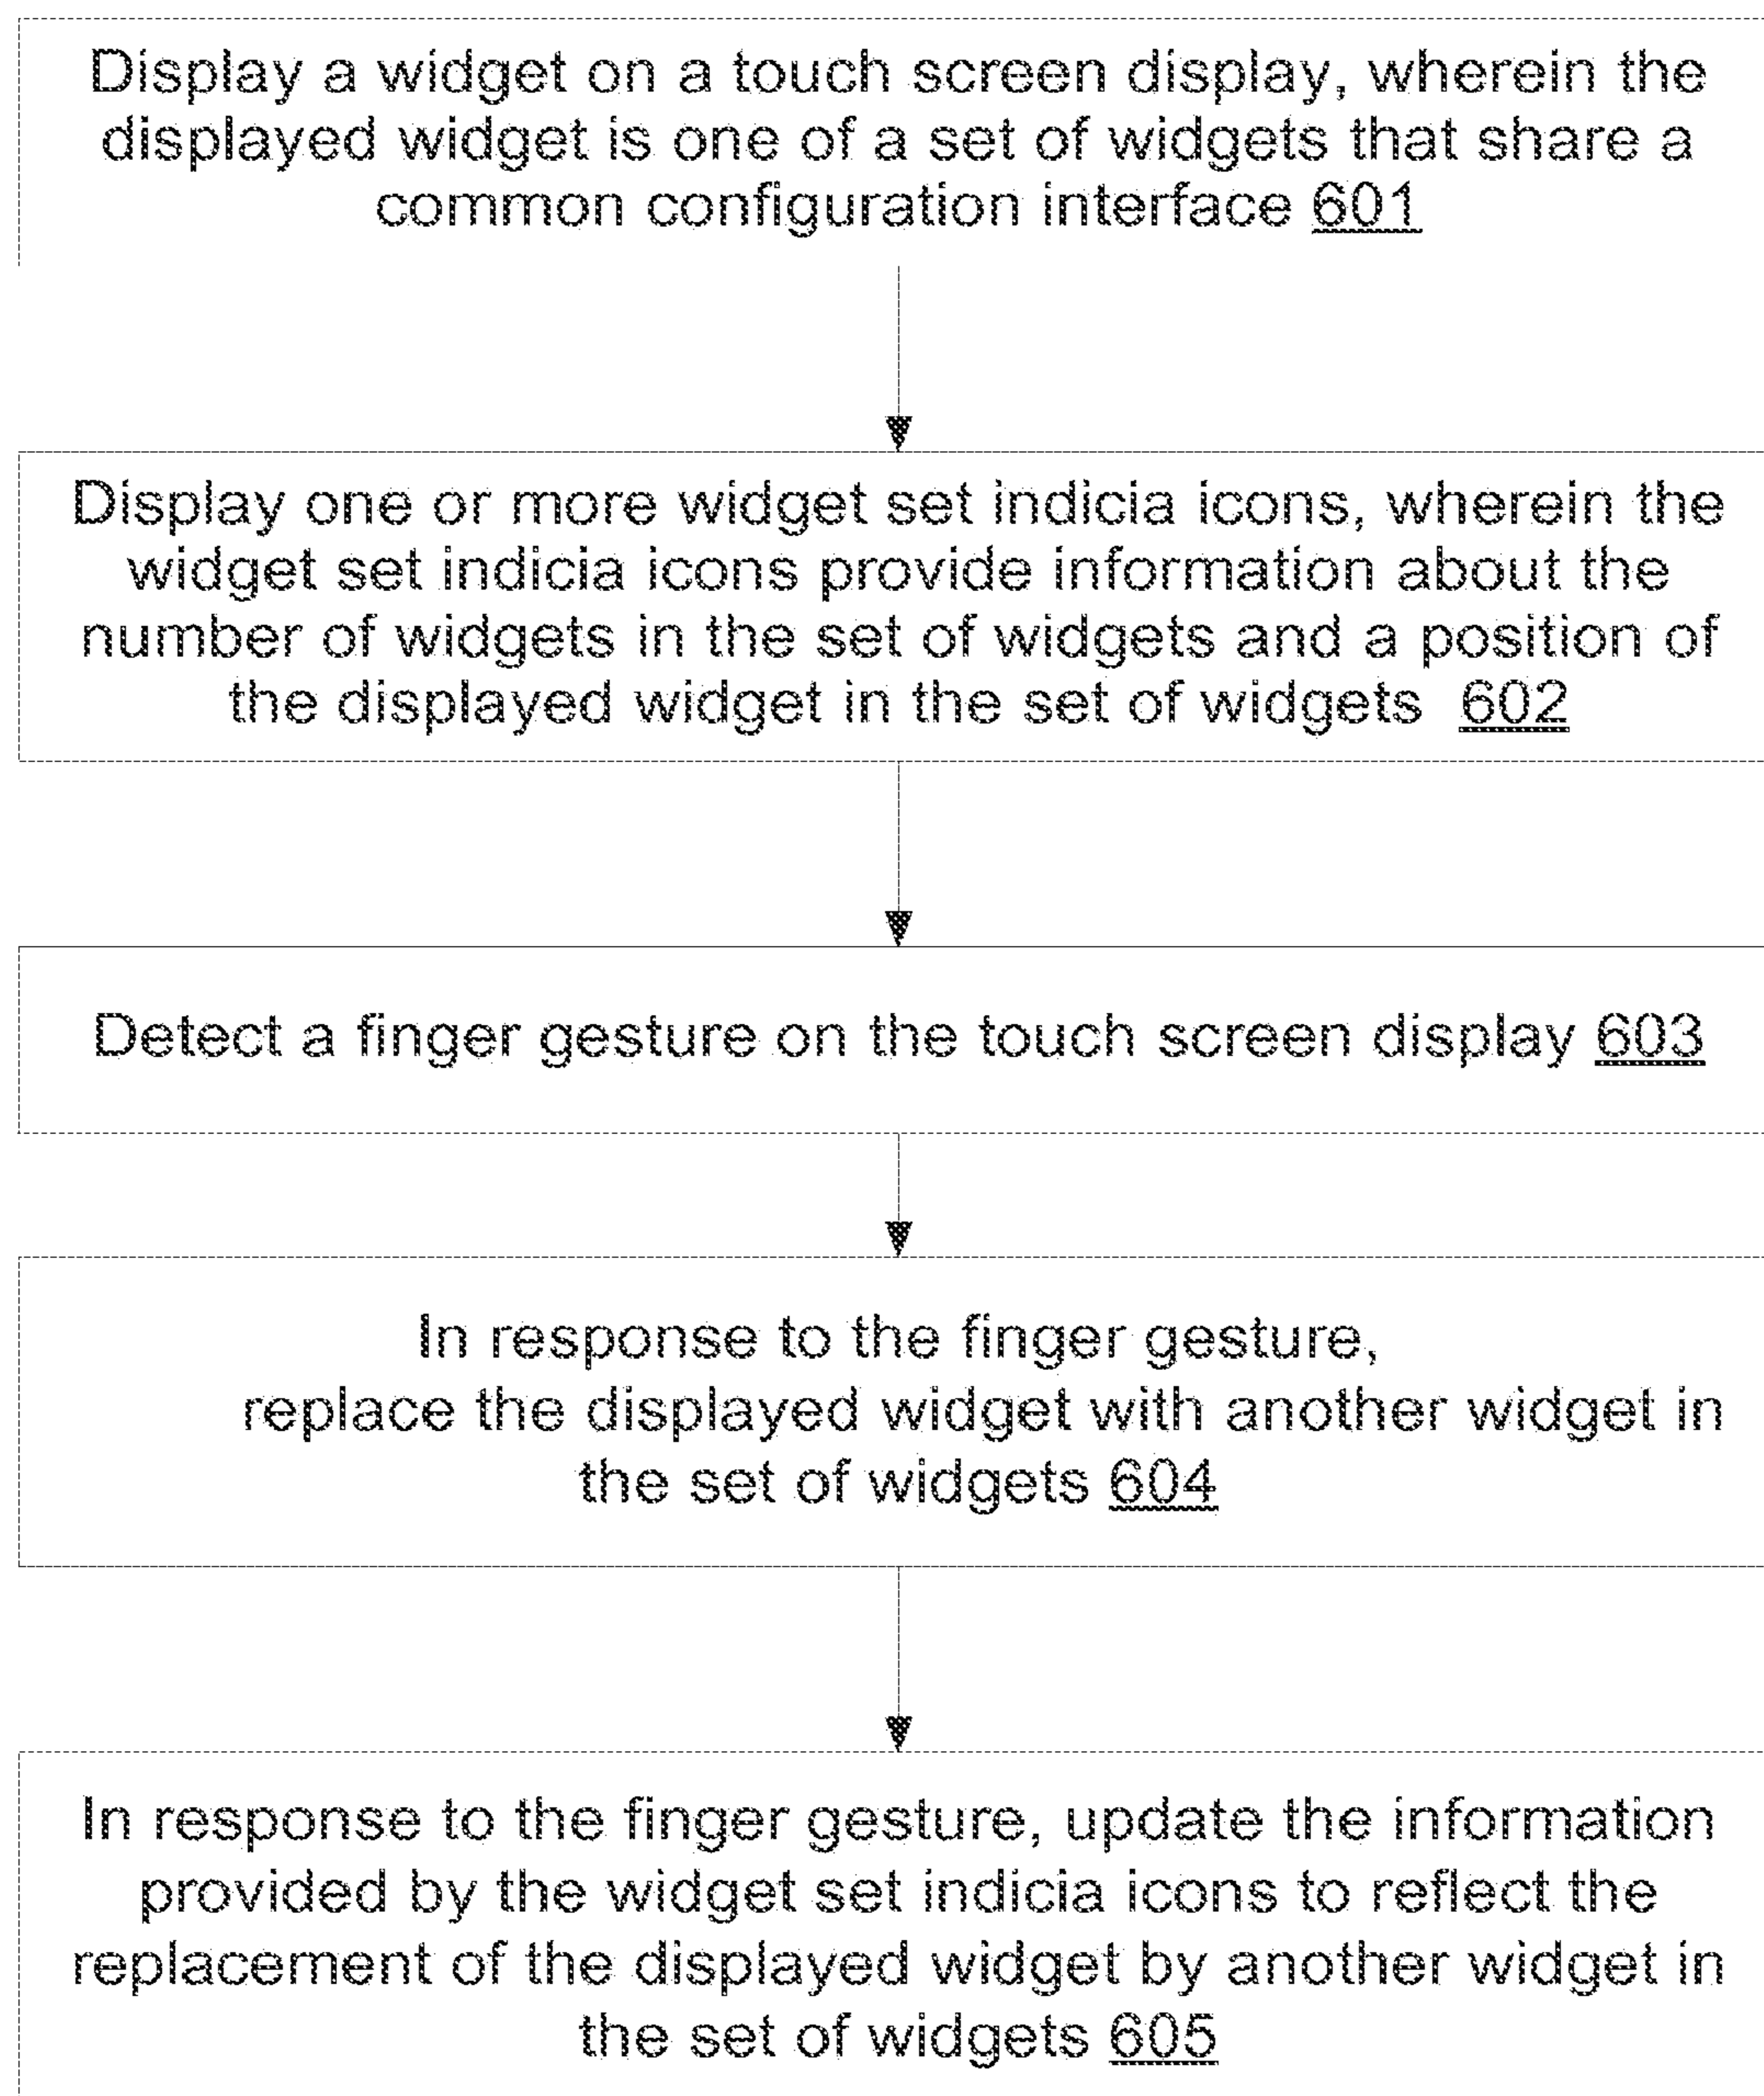 Display a widget on a touch screen display, wherein the
displayed widget is one of a set of widgets that share a
common configuration interface 601
Display one or more widget set indicia icons, wherein the
widget set indicia icons provide information about the
number of widgets in the set of widgets and a position of
the displayed widget in the set of widgets 602
Detect a finger gesture on the touch screen display 603
In response to the finger gesture,
replace the displayed widget with another widget in
the set of widgets 604
In response to the finger gesture, update the information
provided by the widget set indicia icons to reflect the
replacement of the displayed widget by another widget in
the set of widgets 605